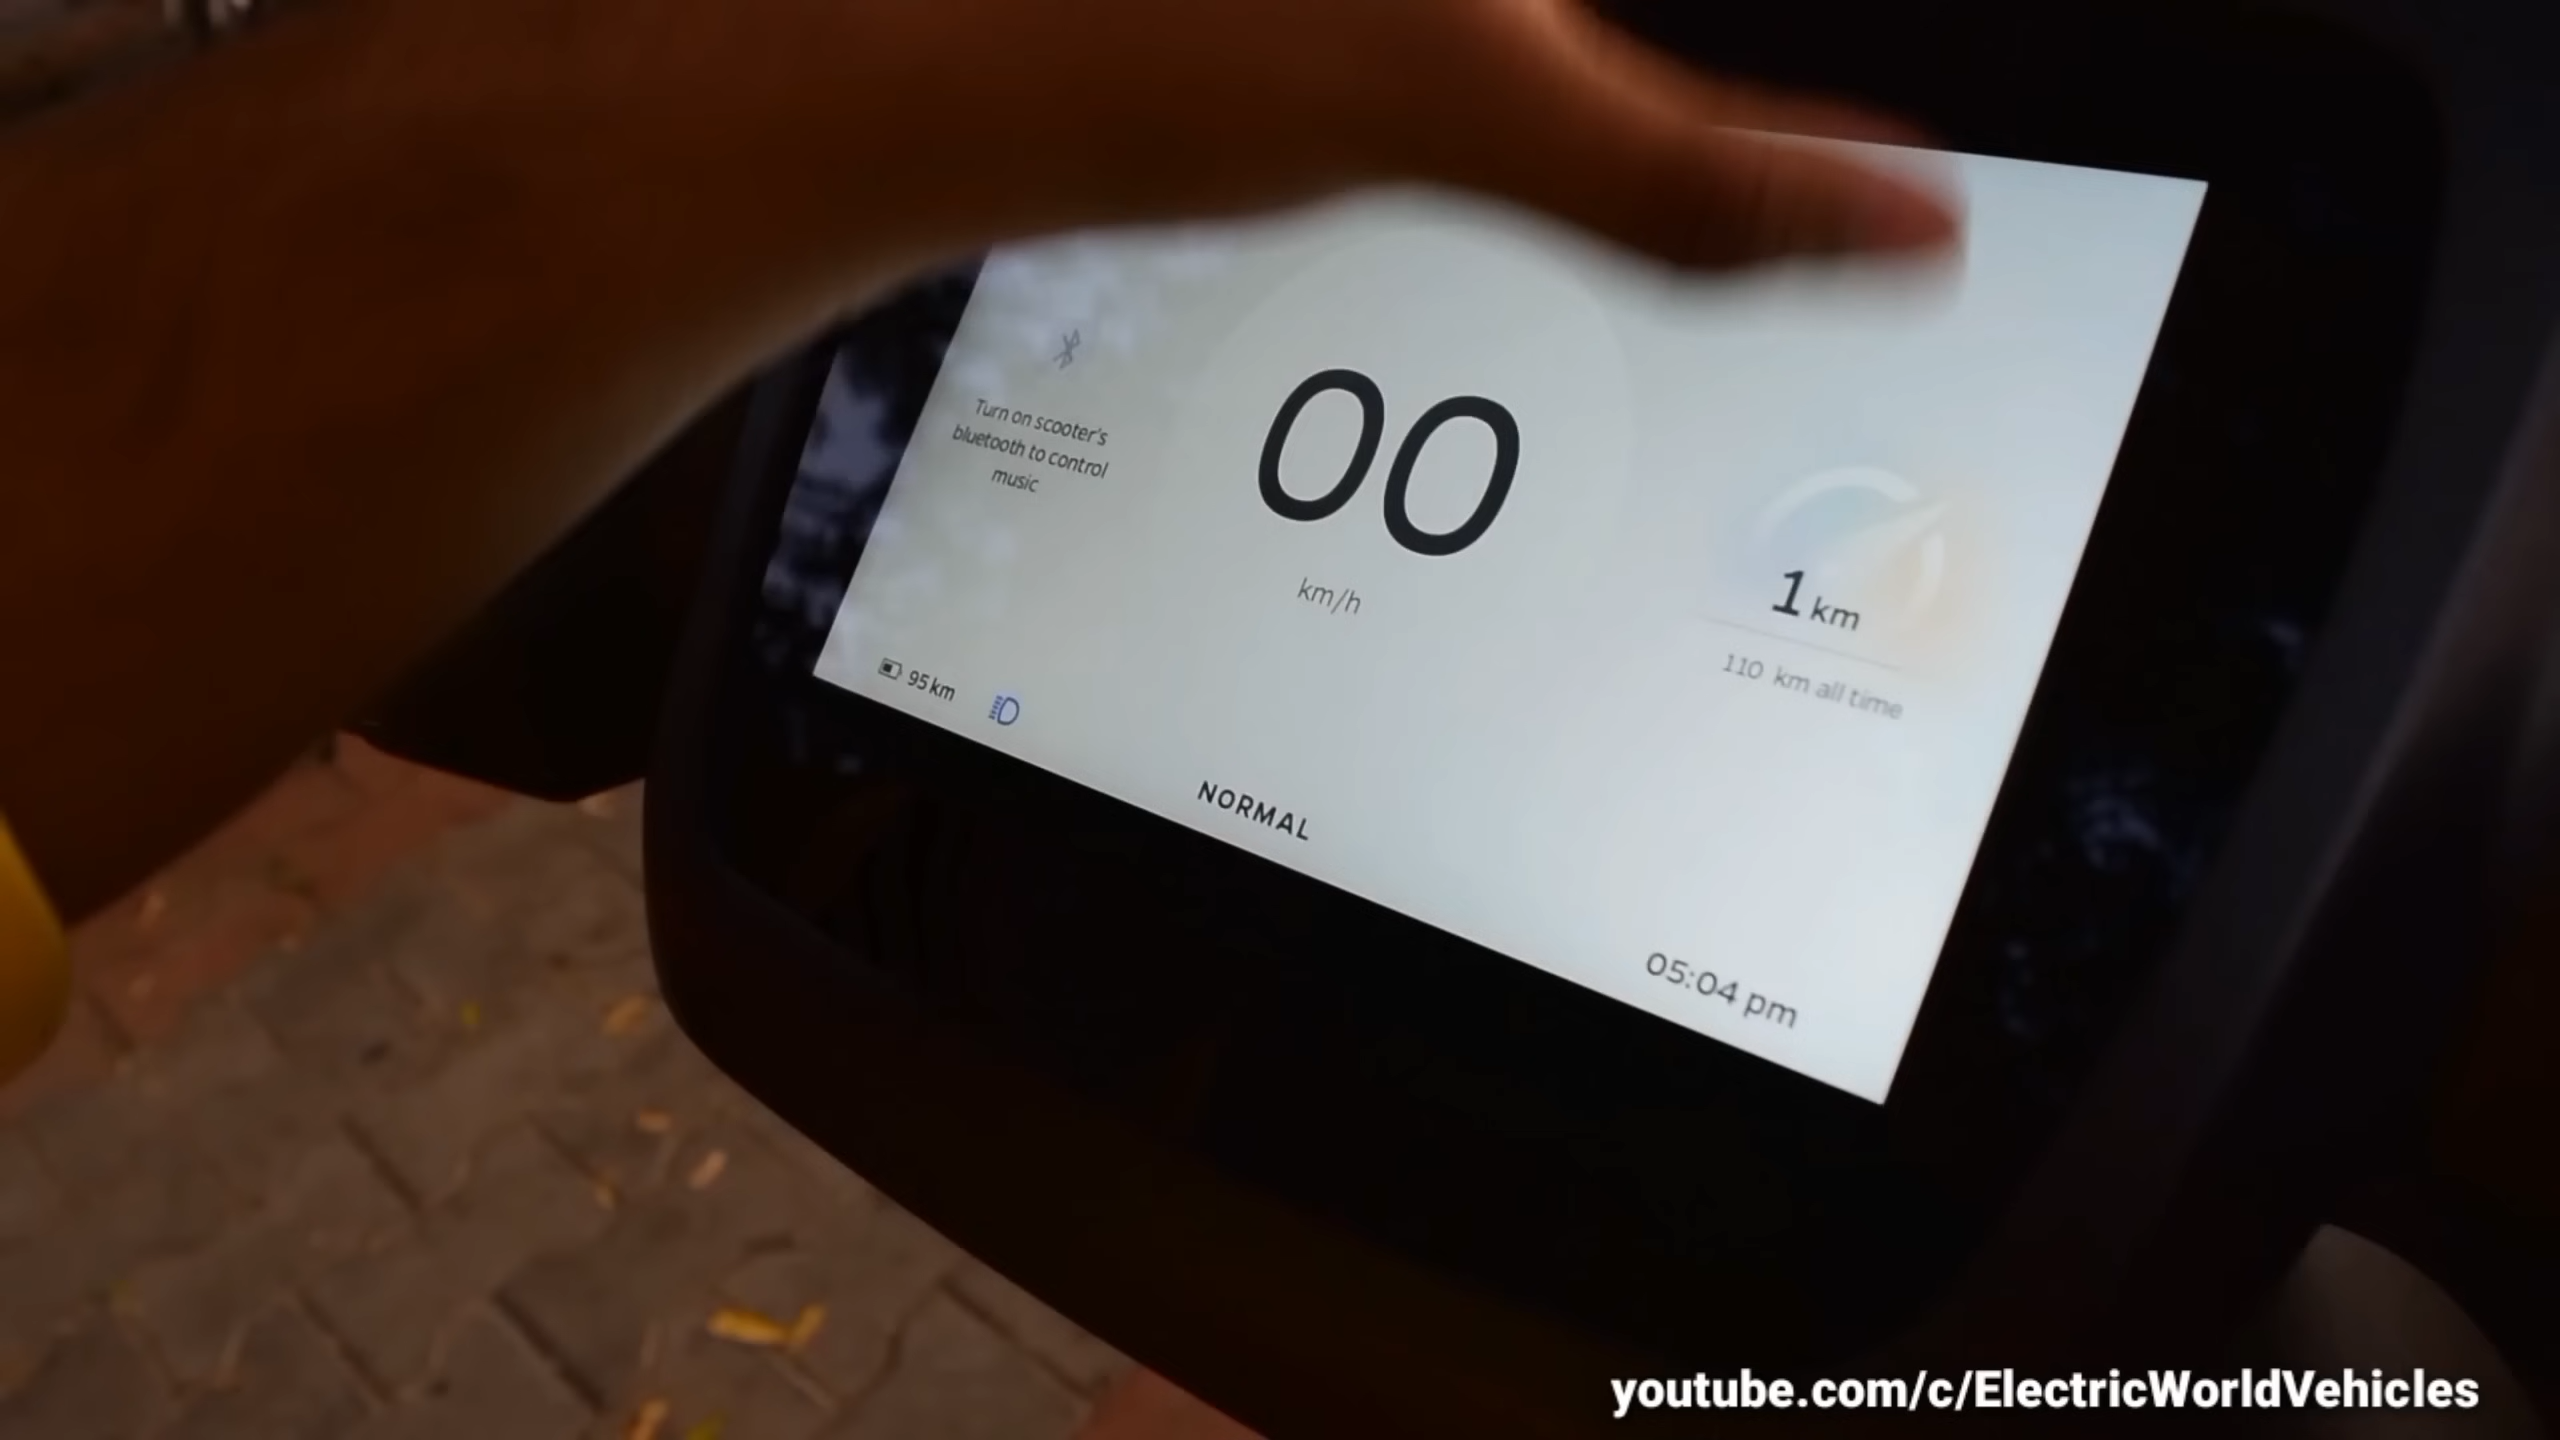 Turn on scooter's
bluetooth to control
music
00
km/h
1 km
110 km all time
95 km
NORMAL
05:04 pm
youtube.com/c/ElectricWorldVehicles